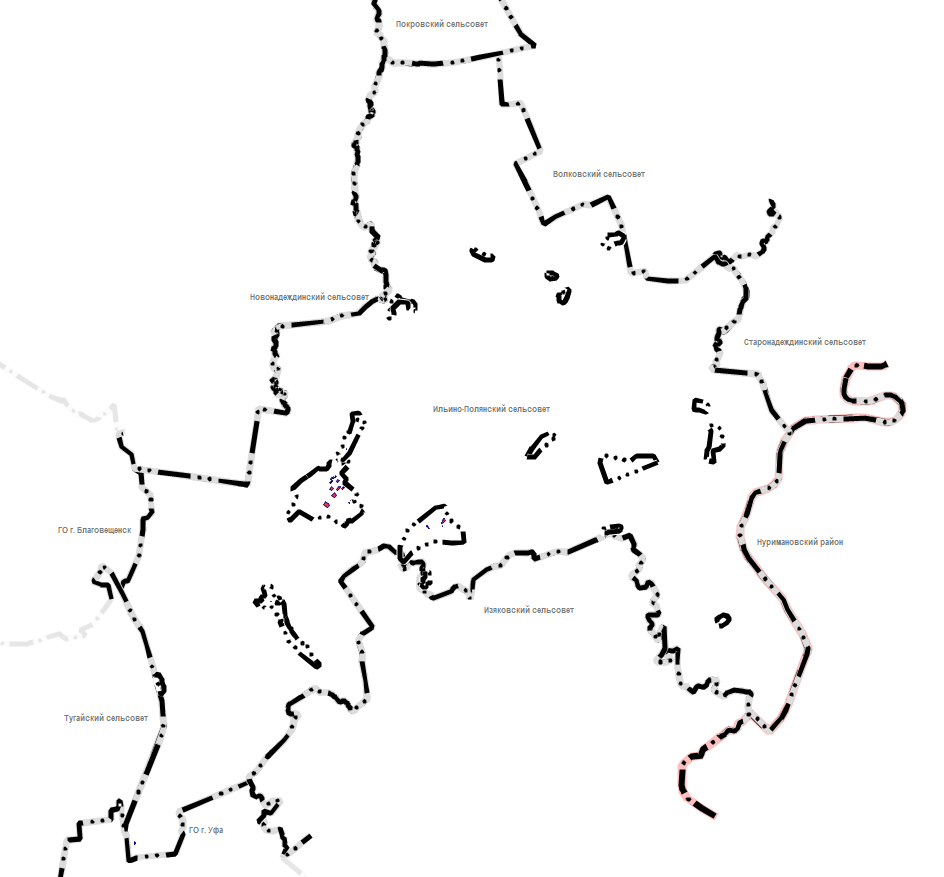 Покровский сельсовет
Волковский сельсовет
Новонадеждинский сельсовет
Старонадеждинский сельсовет
Ильино-Полянский сельсовет
ГО г. Благовещенск
Нуримановский район
Изяковский сельсовет
Тугайский сельсовет
ГО г. Уфа